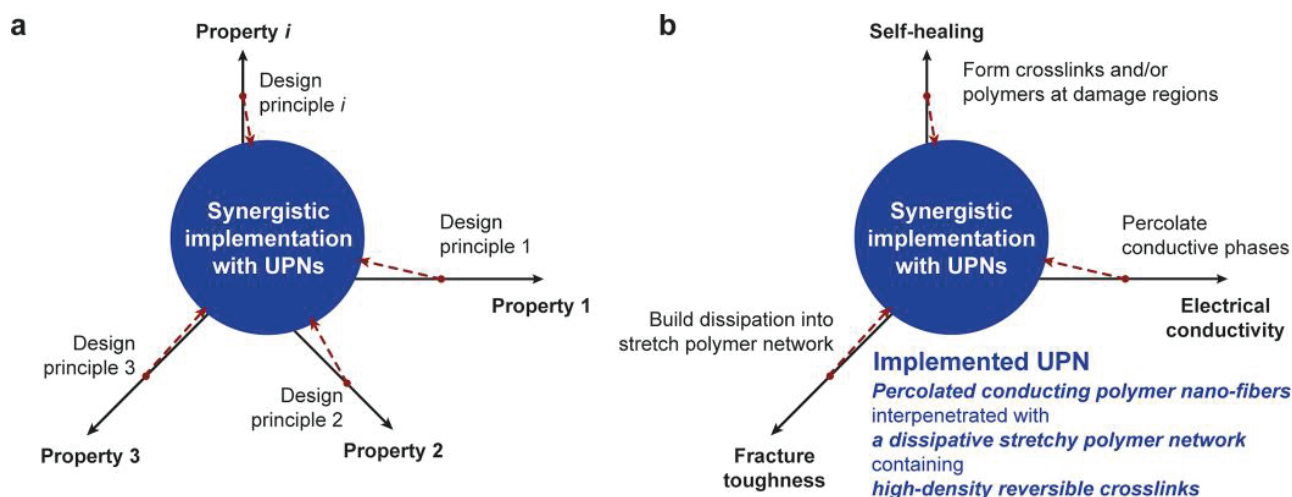 a
Property i
Design
principle i
Synergistic
implementation
with UPNs
Design
principle 1
Property 1
Design
principle 3
Design
principle 2
Property 3
Property 2
b
Self-healing
Form crosslinks and/or
polymers at damage regions
Synergistic
implementation
with UPNs
Percolate
conductive phases
Electrical
conductivity
Build dissipation into
stretch polymer network
Fracture
toughness
Implemented UPN
Percolated conducting polymer nano-fibers
interpenetrated with
a dissipative stretchy polymer network
containing
high-density reversible crosslinks